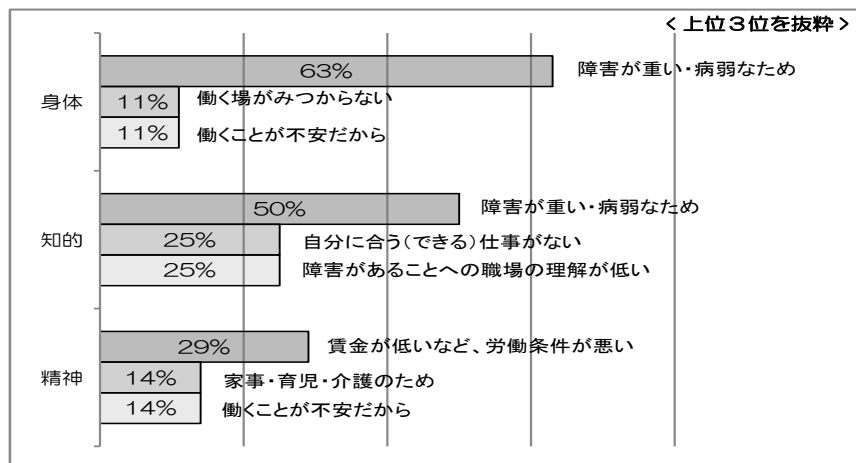 <上位3位を抜粋>
63% 障害が重い・病弱なため
身体
11% 働く場がみつからない
11% 働くことが不安だから
50% 障害が重い・病弱なため
知的
25% 自分に合う(できる)仕事がない
25% 障害があることへの職場の理解が低い
29% 賃金が低いなど、労働条件が悪い
精神
14% 家事・育児・介護のため
14% 働くことが不安だから